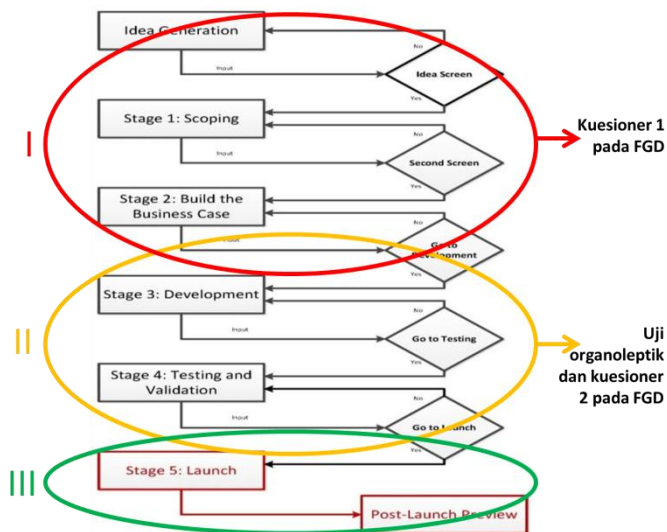 Idea Generation
No
Input
Idea Screen
Yes
Stage 1: Scoping
No
Input
Second Screen
Yes
I
Kuesioner 1
pada FGD
Stage 2: Build the
Business Case
No
Input
Go to
Development
Yes
Stage 3: Development
No
Input
Go to Testing
Yes
II
Uji
organoleptik
dan kuesioner
2 pada FGD
Stage 4: Testing and
Validation
No
Input
Go to Launch
Yes
III
Stage 5: Launch
Post-Launch Preview